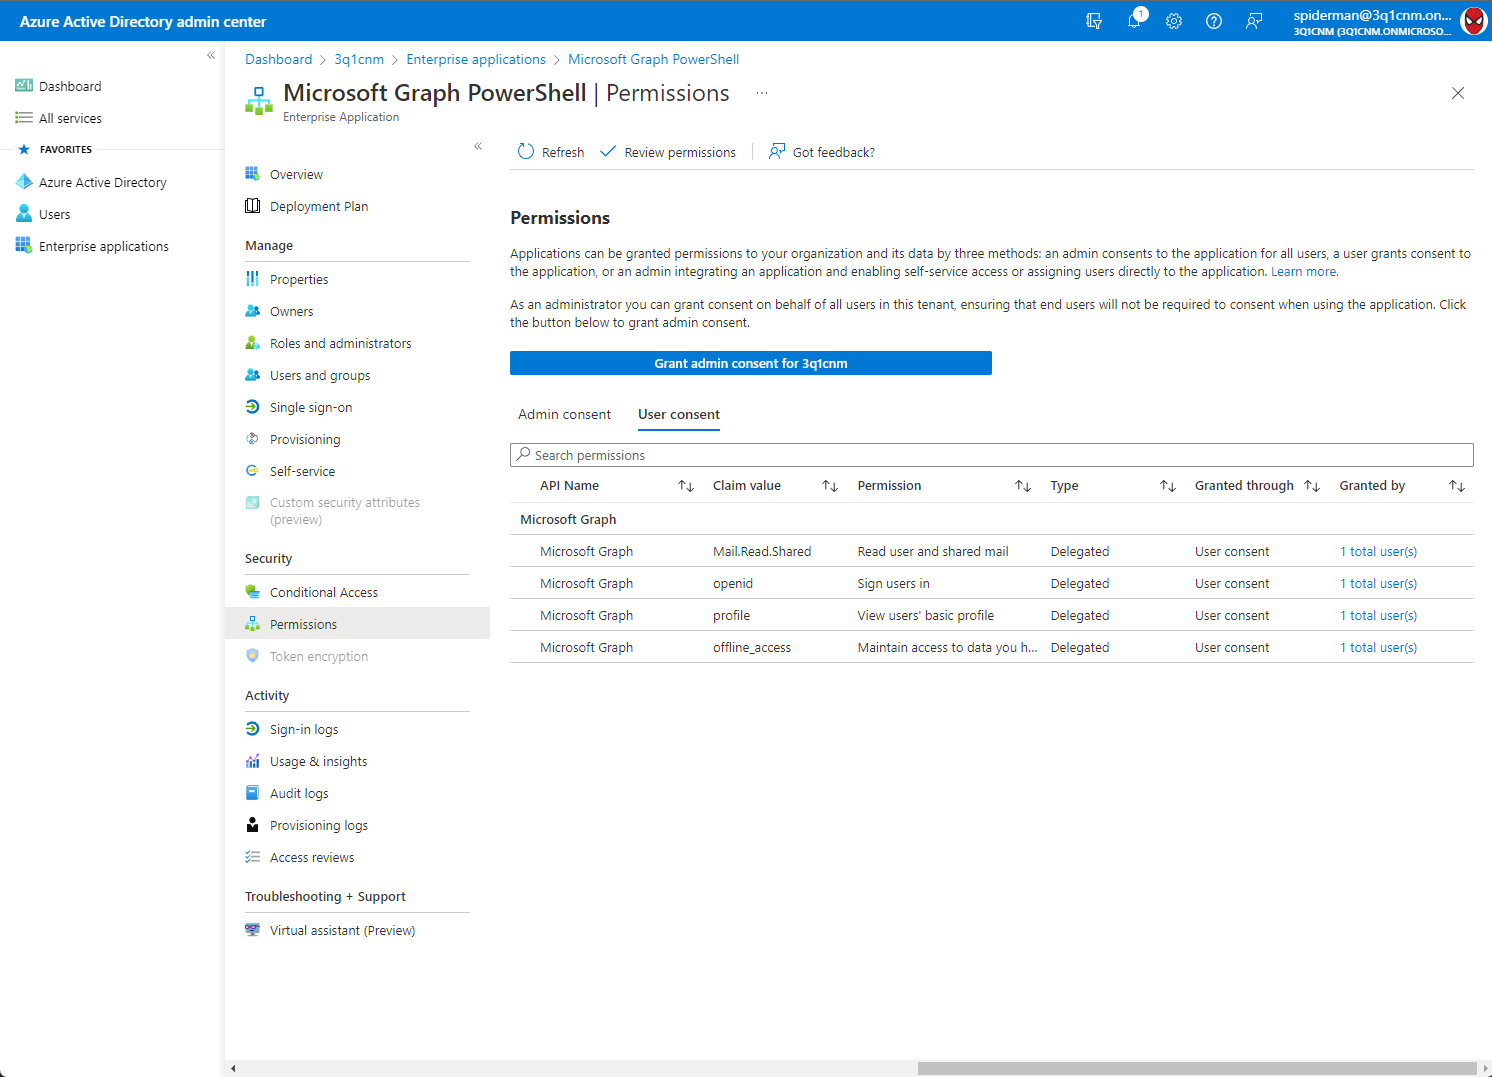 Azure Active Directory admin center
1
spiderman@3q1cnm.on...
3Q1CNM (3Q1CNM.ONMICROSO...
Dashboard
All services
FAVORITES
Azure Active Directory
Users
Enterprise applications
Dashboard > 3q1cnm > Enterprise applications > Microsoft Graph PowerShell
Microsoft Graph PowerShell | Permissions ...
Enterprise Application
Overview
Deployment Plan
Manage
Properties
Owners
Roles and administrators
Users and groups
Single sign-on
Provisioning
Self-service
Custom security attributes
(preview)
Security
Conditional Access
Permissions
Token encryption
Activity
Sign-in logs
Usage & insights
Audit logs
Provisioning logs
Access reviews
Troubleshooting + Support
Virtual assistant (Preview)
Refresh Review permissions Got feedback?
Permissions
Applications can be granted permissions to your organization and its data by three methods: an admin consents to the application for all users, a user grants consent to
the application, or an admin integrating an application and enabling self-service access or assigning users directly to the application. Learn more.
As an administrator you can grant consent on behalf of all users in this tenant, ensuring that end users will not be required to consent when using the application. Click
the button below to grant admin consent.
Grant admin consent for 3q1cnm
Admin consent User consent
Search permissions
API Name Claim value Permission Type Granted through Granted by
Microsoft Graph
Microsoft Graph Mail.Read.Shared Read user and shared mail Delegated User consent 1 total user(s)
Microsoft Graph openid Sign users in Delegated User consent 1 total user(s)
Microsoft Graph profile View users' basic profile Delegated User consent 1 total user(s)
Microsoft Graph offline_access Maintain access to data you h... Delegated User consent 1 total user(s)